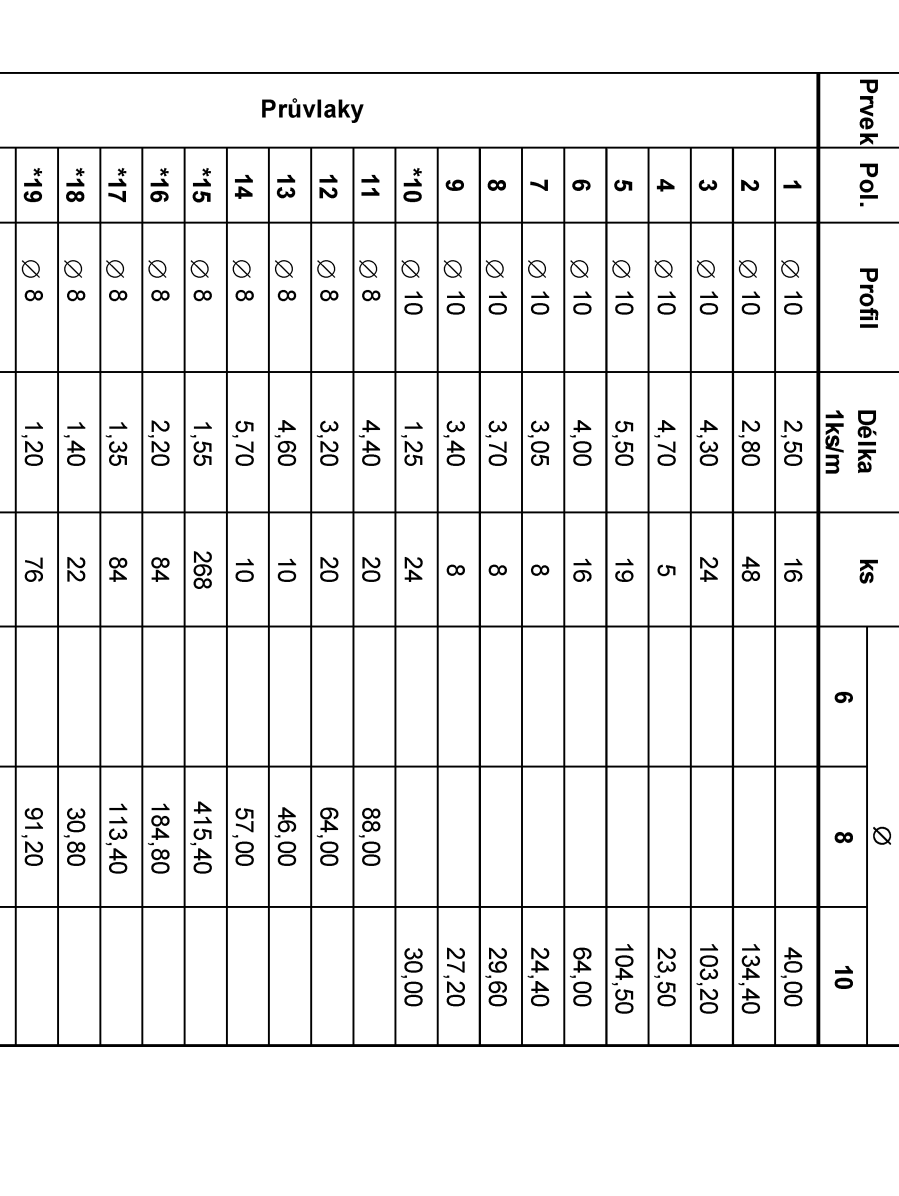 Prvek Pol. Profil Délka 1ks/m ks ∅
6 8 10
Průvlaky
1 ∅ 10 2,50 16 40,00
2 ∅ 10 2,80 48 134,40
3 ∅ 10 4,30 24 103,20
4 ∅ 10 4,70 5 23,50
5 ∅ 10 5,50 19 104,50
6 ∅ 10 4,00 16 64,00
7 ∅ 10 3,05 8 24,40
8 ∅ 10 3,70 8 29,60
9 ∅ 10 3,40 8 27,20
*10 ∅ 10 1,25 24 30,00
11 ∅ 8 4,40 20 88,00
12 ∅ 8 3,20 20 64,00
13 ∅ 8 4,60 10 46,00
14 ∅ 8 5,70 10 57,00
*15 ∅ 8 1,55 268 415,40
*16 ∅ 8 2,20 84 184,80
*17 ∅ 8 1,35 84 113,40
*18 ∅ 8 1,40 22 30,80
*19 ∅ 8 1,20 76 91,20